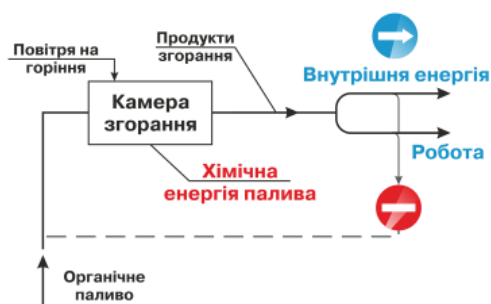 Повітря на
горіння
Продукти
згорання
Внутрішня енергія
Камера
згорання
Робота
Хімічна
енергія палива
Органічне
паливо